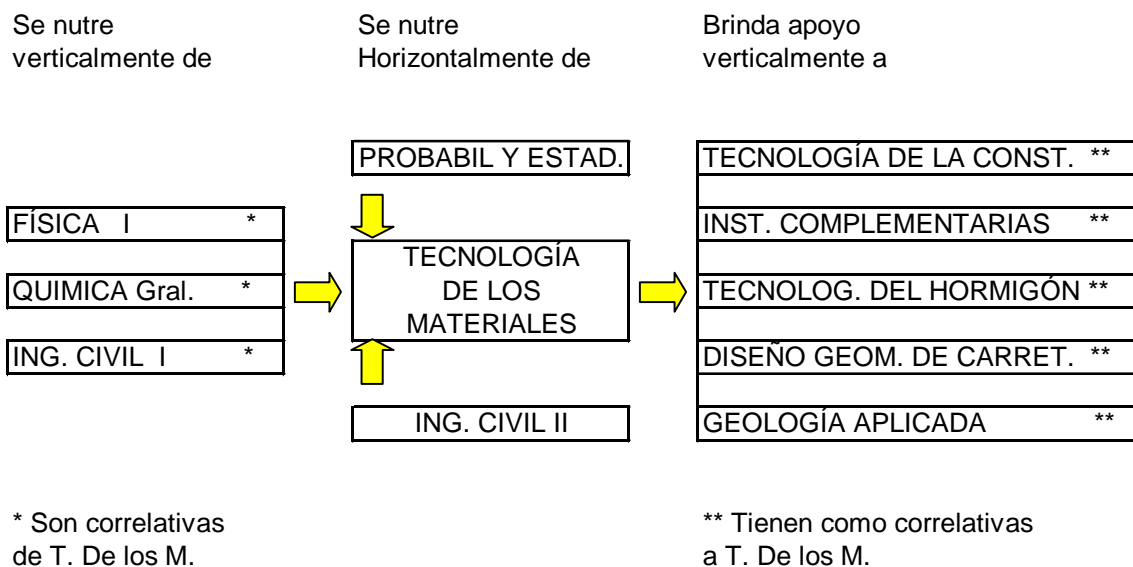 Se nutre
verticalmente de
Se nutre
Horizontalmente de
Brinda apoyo
verticalmente a
FÍSICA I *
QUIMICA Gral. *
ING. CIVIL I *
PROBABIL Y ESTAD.
TECNOLOGÍA
DE LOS
MATERIALES
ING. CIVIL II
TECNOLOGÍA DE LA CONST. **
INST. COMPLEMENTARIAS **
TECNOLOG. DEL HORMIGÓN **
DISEÑO GEOM. DE CARRET. **
GEOLOGÍA APLICADA **
* Son correlativas
de T. De los M.
** Tienen como correlativas
a T. De los M.